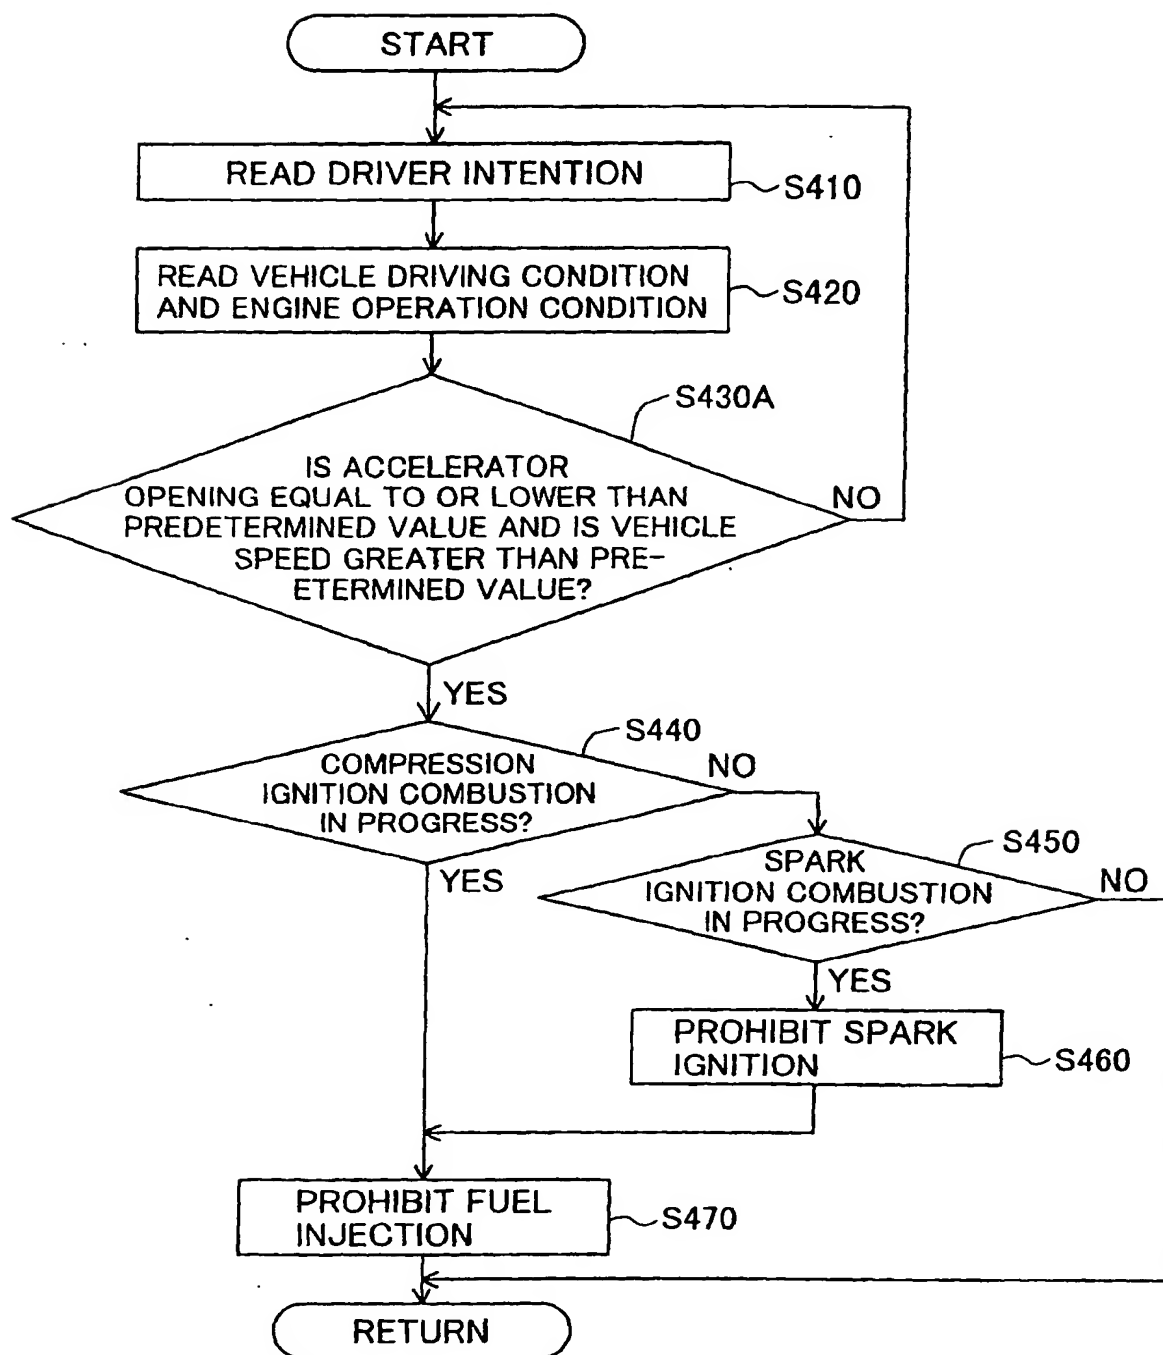 START
READ DRIVER INTENTION
S410
READ VEHICLE DRIVING CONDITION
AND ENGINE OPERATION CONDITION
S420
S430A
IS ACCELERATOR
OPENING EQUAL TO OR LOWER THAN
PREDETERMINED VALUE AND IS VEHICLE
SPEED GREATER THAN PRE-
ETERMINED VALUE?
NO
YES
S440
COMPRESSION
IGNITION COMBUSTION
IN PROGRESS?
NO
YES
S450
SPARK
IGNITION COMBUSTION
IN PROGRESS?
NO
YES
PROHIBIT SPARK
IGNITION
S460
PROHIBIT FUEL
INJECTION
S470
RETURN